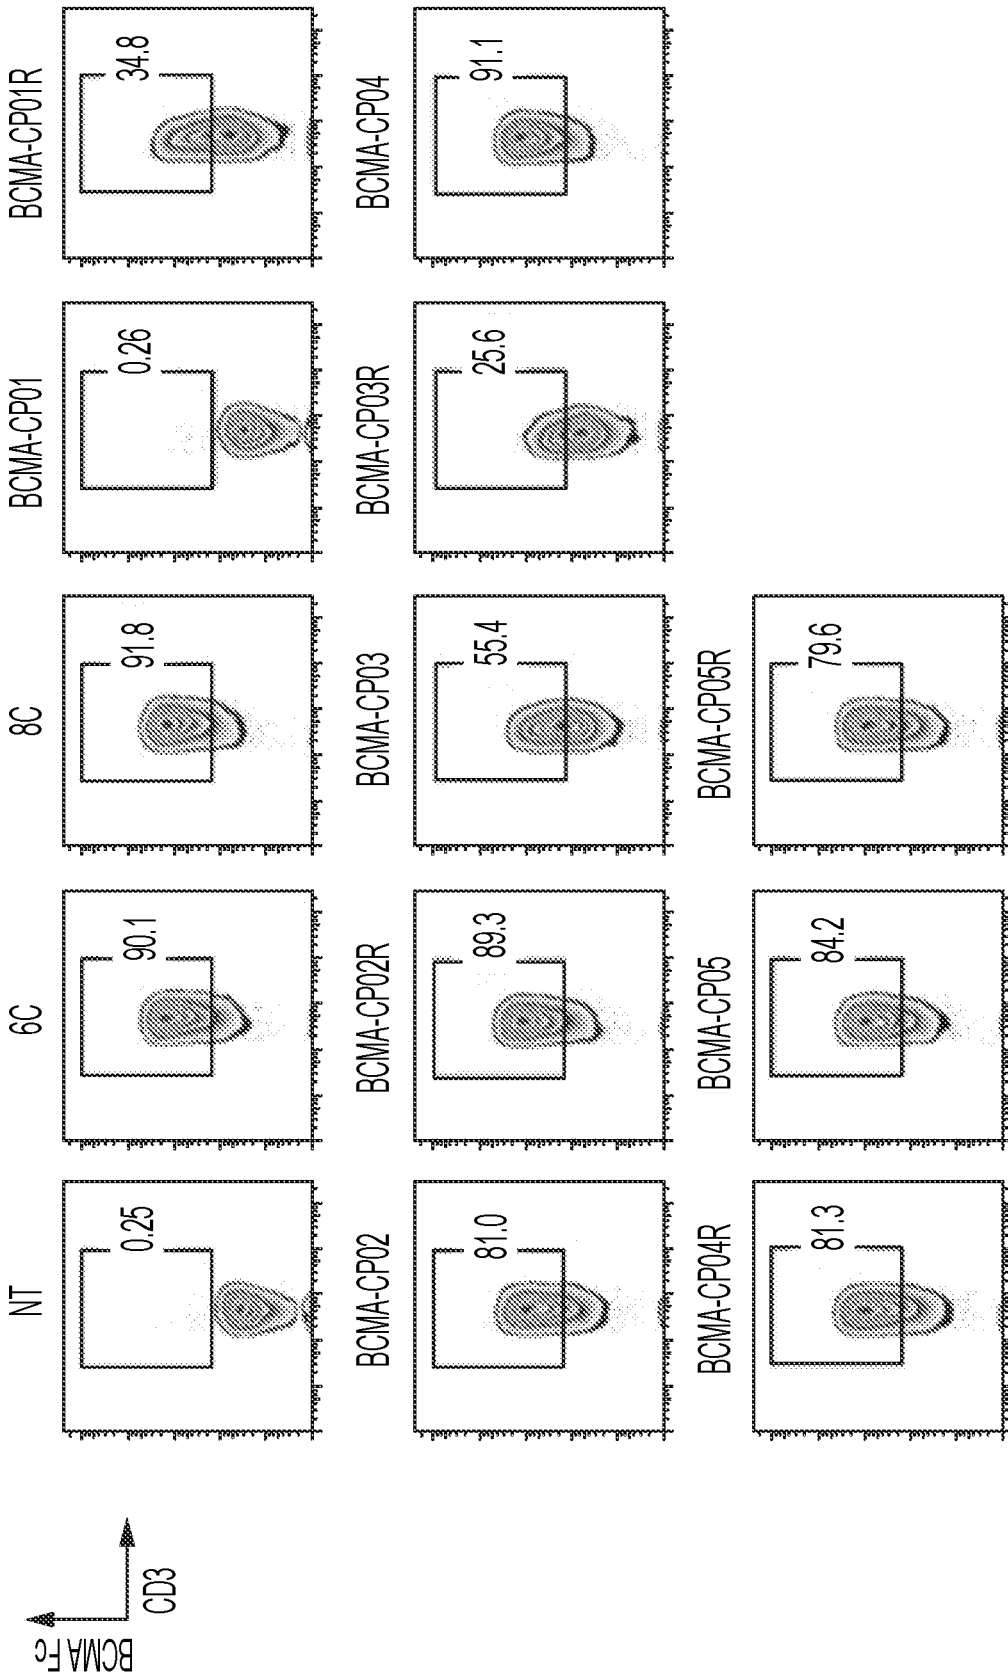 BCMA Fc
CD3
NT
6C
8C
BCMA-CP01
BCMA-CP01R
0.25
90.1
91.8
0.26
34.8
BCMA-CP02
BCMA-CP02R
BCMA-CP03
BCMA-CP03R
BCMA-CP04
81.0
89.3
55.4
25.6
91.1
BCMA-CP04R
BCMA-CP05
BCMA-CP05R
81.3
84.2
79.6